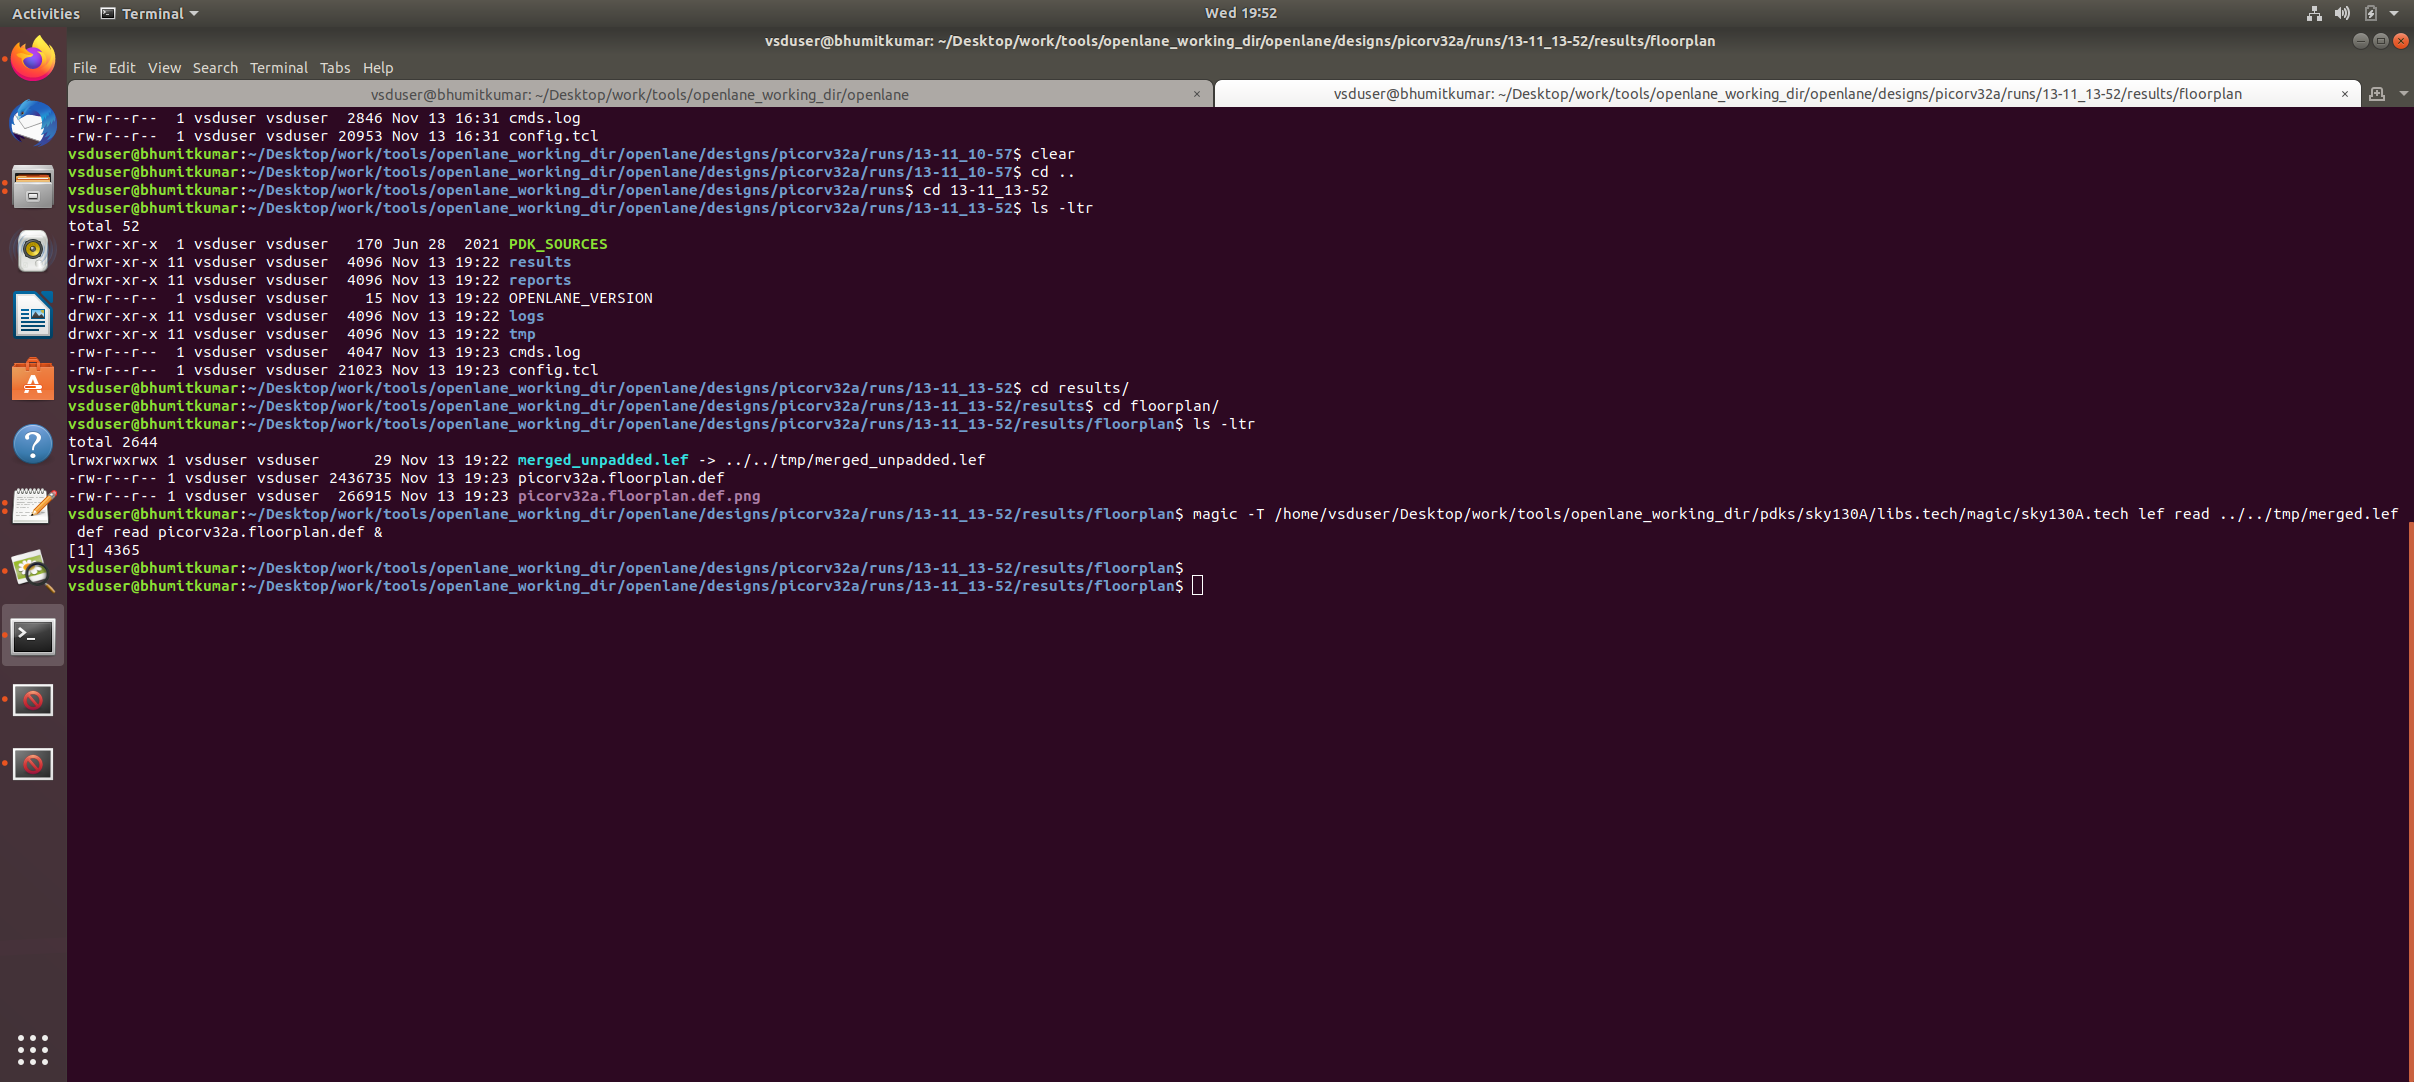 Activities Terminal Wed 19:52
vsduser@bhumitkumar: ~/Desktop/work/tools/openlane_working_dir/openlane/designs/picorv32a/runs/13-11_13-52/results/floorplan
File Edit View Search Terminal Tabs Help
vsduser@bhumitkumar: ~/Desktop/work/tools/openlane_working_dir/openlane × vsduser@bhumitkumar: ~/Desktop/work/tools/openlane_working_dir/openlane/designs/picorv32a/runs/13-11_13-52/results/floorplan ×
-rw-r--r--  1 vsduser vsduser  2846 Nov 13 16:31 cmds.log
-rw-r--r--  1 vsduser vsduser 20953 Nov 13 16:31 config.tcl
vsduser@bhumitkumar:~/Desktop/work/tools/openlane_working_dir/openlane/designs/picorv32a/runs/13-11_10-57$ clear
vsduser@bhumitkumar:~/Desktop/work/tools/openlane_working_dir/openlane/designs/picorv32a/runs/13-11_10-57$ cd ..
vsduser@bhumitkumar:~/Desktop/work/tools/openlane_working_dir/openlane/designs/picorv32a/runs$ cd 13-11_13-52
vsduser@bhumitkumar:~/Desktop/work/tools/openlane_working_dir/openlane/designs/picorv32a/runs/13-11_13-52$ ls -ltr
total 52
-rwxr-xr-x  1 vsduser vsduser   170 Jun 28  2021 PDK_SOURCES
drwxr-xr-x 11 vsduser vsduser  4096 Nov 13 19:22 results
drwxr-xr-x 11 vsduser vsduser  4096 Nov 13 19:22 reports
-rw-r--r--  1 vsduser vsduser    15 Nov 13 19:22 OPENLANE_VERSION
drwxr-xr-x 11 vsduser vsduser  4096 Nov 13 19:22 logs
drwxr-xr-x 11 vsduser vsduser  4096 Nov 13 19:22 tmp
-rw-r--r--  1 vsduser vsduser  4047 Nov 13 19:23 cmds.log
-rw-r--r--  1 vsduser vsduser 21023 Nov 13 19:23 config.tcl
vsduser@bhumitkumar:~/Desktop/work/tools/openlane_working_dir/openlane/designs/picorv32a/runs/13-11_13-52$ cd results/
vsduser@bhumitkumar:~/Desktop/work/tools/openlane_working_dir/openlane/designs/picorv32a/runs/13-11_13-52/results$ cd floorplan/
vsduser@bhumitkumar:~/Desktop/work/tools/openlane_working_dir/openlane/designs/picorv32a/runs/13-11_13-52/results/floorplan$ ls -ltr
total 2644
lrwxrwxrwx 1 vsduser vsduser      29 Nov 13 19:22 merged_unpadded.lef -> ../../tmp/merged_unpadded.lef
-rw-r--r-- 1 vsduser vsduser 2436735 Nov 13 19:23 picorv32a.floorplan.def
-rw-r--r-- 1 vsduser vsduser  266915 Nov 13 19:23 picorv32a.floorplan.def.png
vsduser@bhumitkumar:~/Desktop/work/tools/openlane_working_dir/openlane/designs/picorv32a/runs/13-11_13-52/results/floorplan$ magic -T /home/vsduser/Desktop/work/tools/openlane_working_dir/pdks/sky130A/libs.tech/magic/sky130A.tech lef read ../../tmp/merged.lef
 def read picorv32a.floorplan.def &
[1] 4365
vsduser@bhumitkumar:~/Desktop/work/tools/openlane_working_dir/openlane/designs/picorv32a/runs/13-11_13-52/results/floorplan$
vsduser@bhumitkumar:~/Desktop/work/tools/openlane_working_dir/openlane/designs/picorv32a/runs/13-11_13-52/results/floorplan$